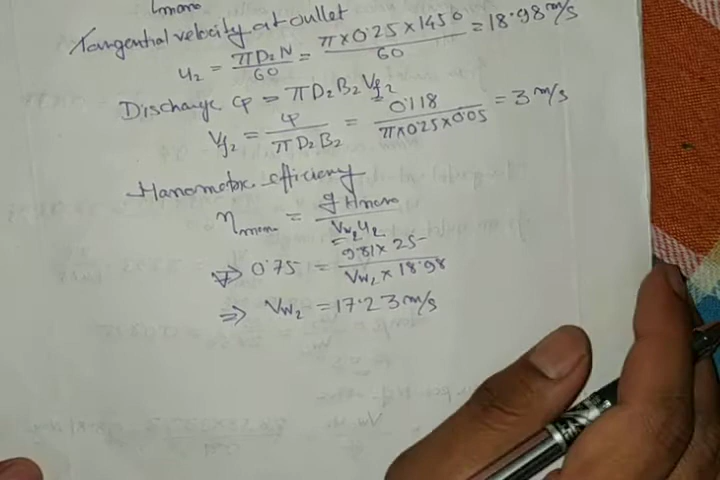 mano
Tangential velocity at outlet
u₂ = πD₂N/60 = π×0.25×1450/60 = 18.98 m/s
Discharge φ = πD₂B₂Vf₂
Vf₂ = φ/πD₂B₂ = 0.118/π×0.25×0.05 = 3 m/s
Manometric efficiency
ηmano = gHmano/Vw₂u₂
⇒ 0.75 = 9.81×25/Vw₂×18.98
⇒ Vw₂ = 17.23 m/s